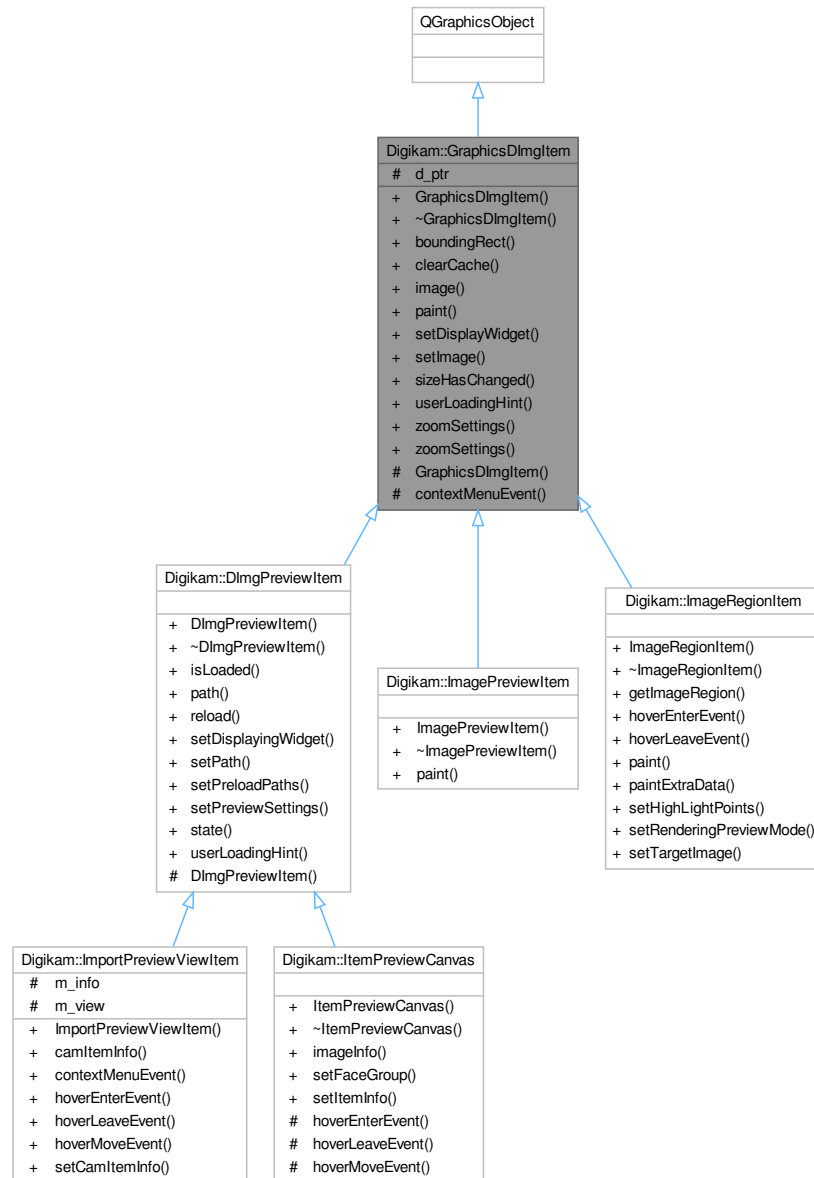 QGraphicsObject
Digikam::GraphicsDImgItem
# d_ptr
+ GraphicsDImgItem()
+ ~GraphicsDImgItem()
+ boundingRect()
+ clearCache()
+ image()
+ paint()
+ setDisplayWidget()
+ setImage()
+ sizeHasChanged()
+ userLoadingHint()
+ zoomSettings()
+ zoomSettings()
# GraphicsDImgItem()
# contextMenuEvent()
Digikam::DImgPreviewItem
+ DImgPreviewItem()
+ ~DImgPreviewItem()
+ isLoaded()
+ path()
+ reload()
+ setDisplayingWidget()
+ setPath()
+ setPreloadPaths()
+ setPreviewSettings()
+ state()
+ userLoadingHint()
# DImgPreviewItem()
Digikam::ImagePreviewItem
+ ImagePreviewItem()
+ ~ImagePreviewItem()
+ paint()
Digikam::ImageRegionItem
+ ImageRegionItem()
+ ~ImageRegionItem()
+ getImageRegion()
+ hoverEnterEvent()
+ hoverLeaveEvent()
+ paint()
+ paintExtraData()
+ setHighLightPoints()
+ setRenderingPreviewMode()
+ setTargetImage()
Digikam::ImportPreviewViewItem
# m_info
# m_view
+ ImportPreviewViewItem()
+ camItemInfo()
+ contextMenuEvent()
+ hoverEnterEvent()
+ hoverLeaveEvent()
+ hoverMoveEvent()
+ setCamItemInfo()
Digikam::ItemPreviewCanvas
+ ItemPreviewCanvas()
+ ~ItemPreviewCanvas()
+ imageInfo()
+ setFaceGroup()
+ setItemInfo()
# hoverEnterEvent()
# hoverLeaveEvent()
# hoverMoveEvent()